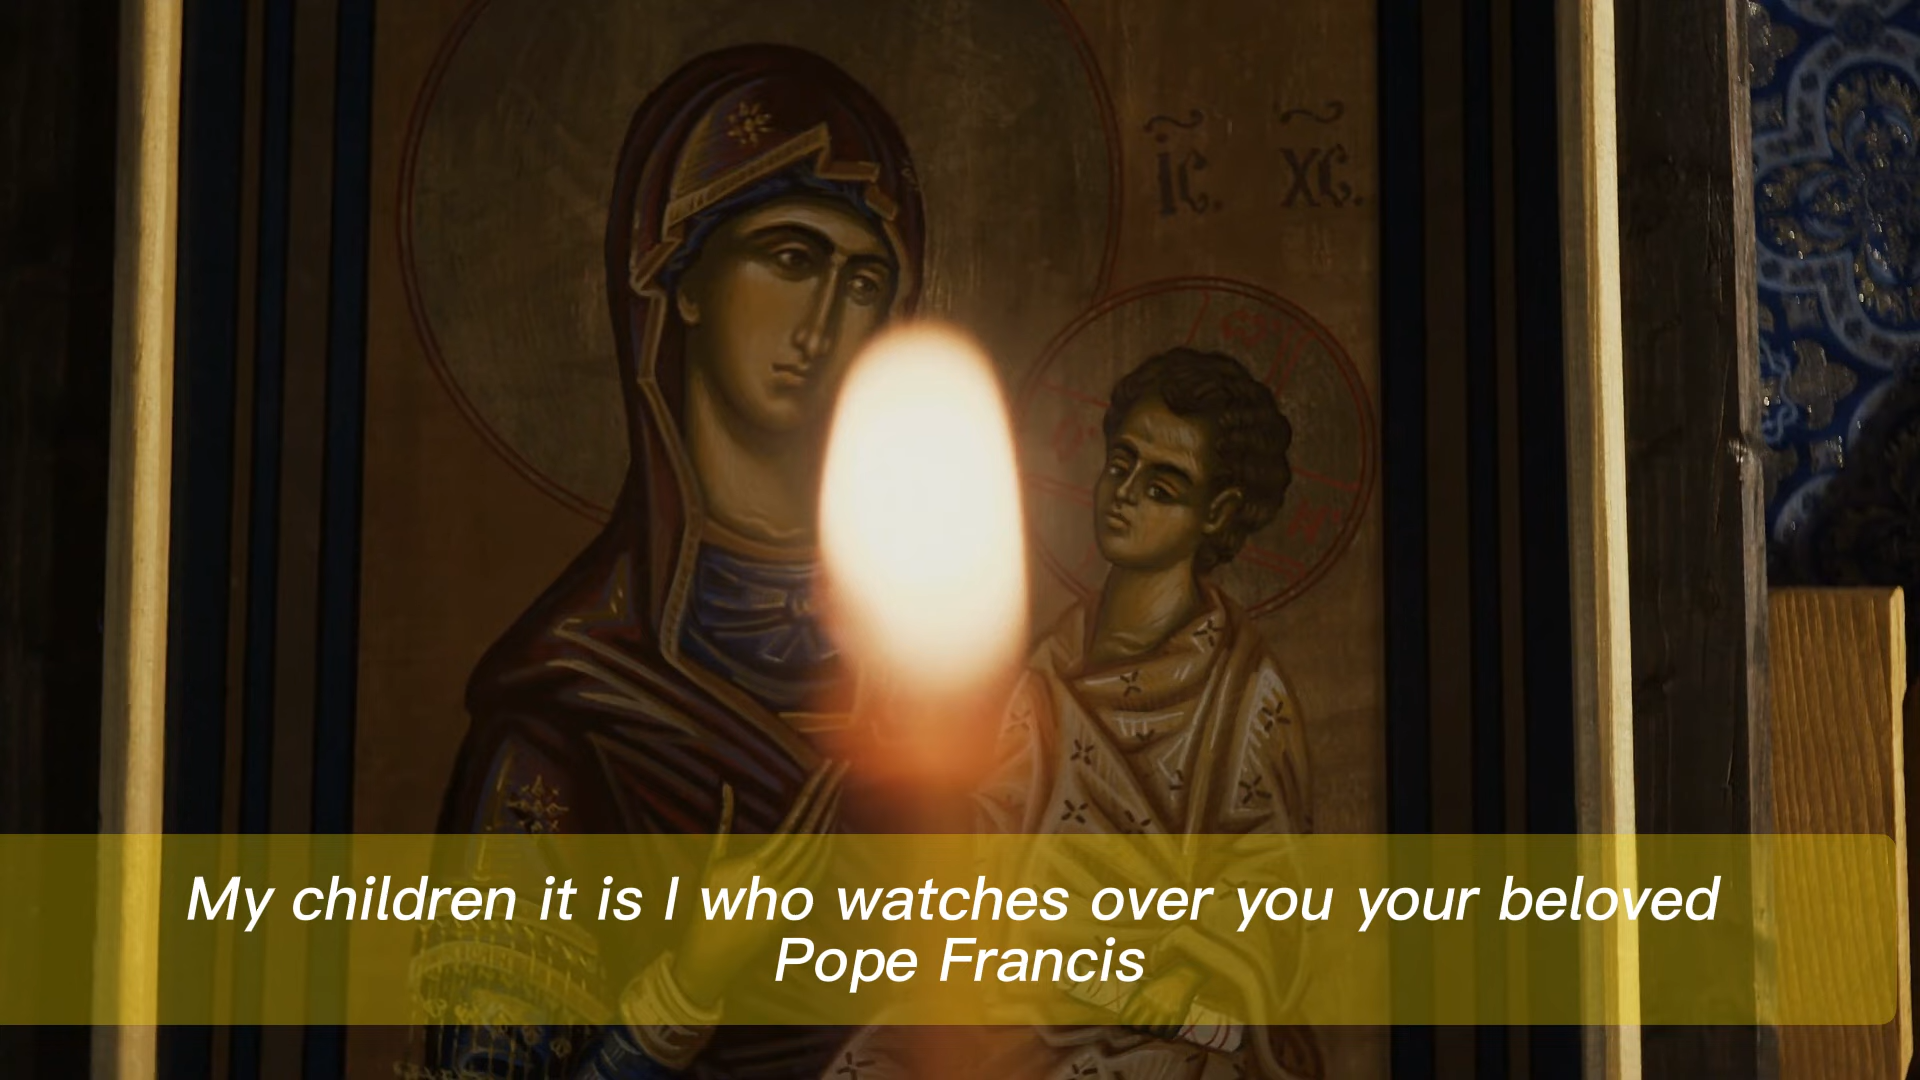 ІС. ХС.
My children it is I who watches over you your beloved
Pope Francis